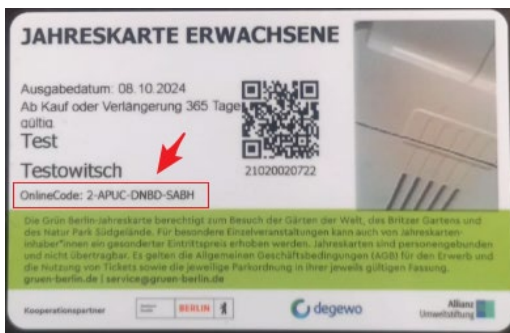 JAHRESKARTE ERWACHSENE
Ausgabedatum: 08.10.2024
Ab Kauf oder Verlängerung 365 Tage
gültig.
Test
Testowitsch
21020020722
OnlineCode: 2-APUC-DNBD-SABH
Die Grün Berlin-Jahreskarte berechtigt zum Besuch der Gärten der Welt, des Britzer Gartens und
des Natur Park Südgelände. Für besondere Einzelveranstaltungen kann auch von Jahreskarten-
inhaber*innen ein gesonderter Eintrittspreis erhoben werden. Jahreskarten sind personengebunden
und nicht übertragbar. Es gelten die Allgemeinen Geschäftsbedingungen (AGB) für den Erwerb und
die Nutzung von Tickets sowie die jeweilige Parkordnung in ihrer jeweils gültigen Fassung.
gruen-berlin.de | service@gruen-berlin.de
Kooperationspartner
BERLIN
degewo
Allianz
Umweltstiftung